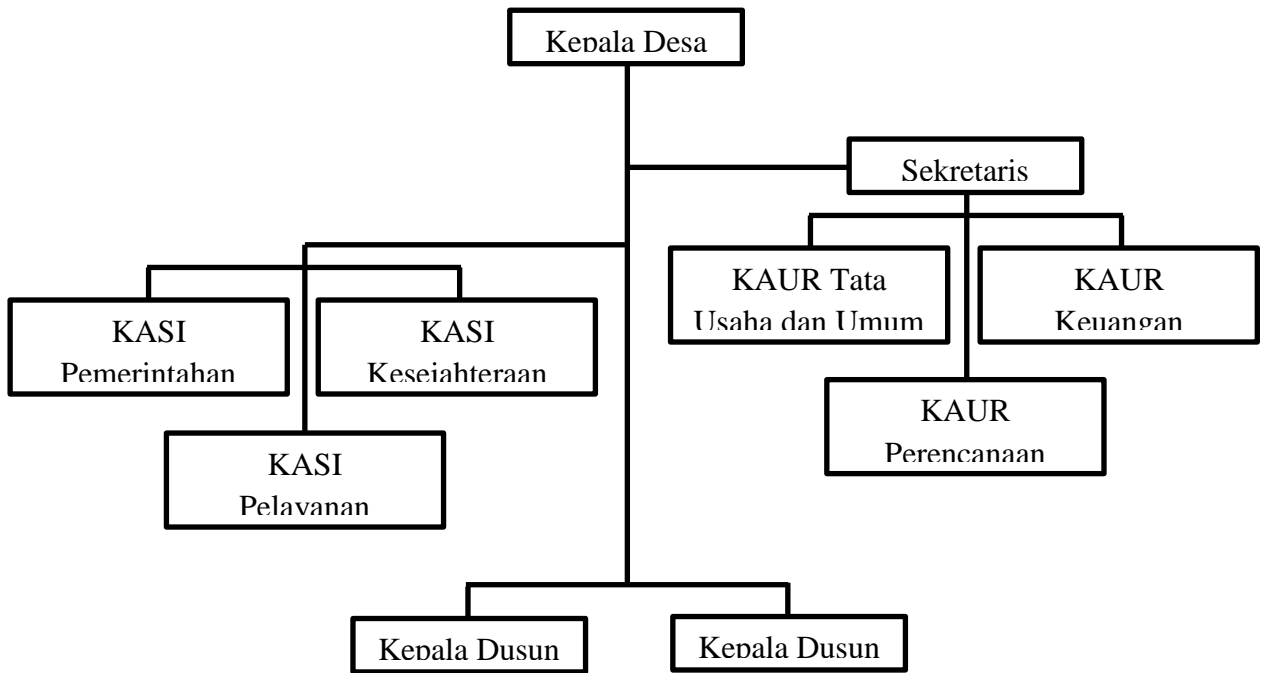 Kepala Desa
Sekretaris
KAUR Tata
Usaha dan Umum
KAUR
Keuangan
KASI
Pemerintahan
KASI
Kesejahteraan
KAUR
Perencanaan
KASI
Pelayanan
Kepala Dusun
Kepala Dusun